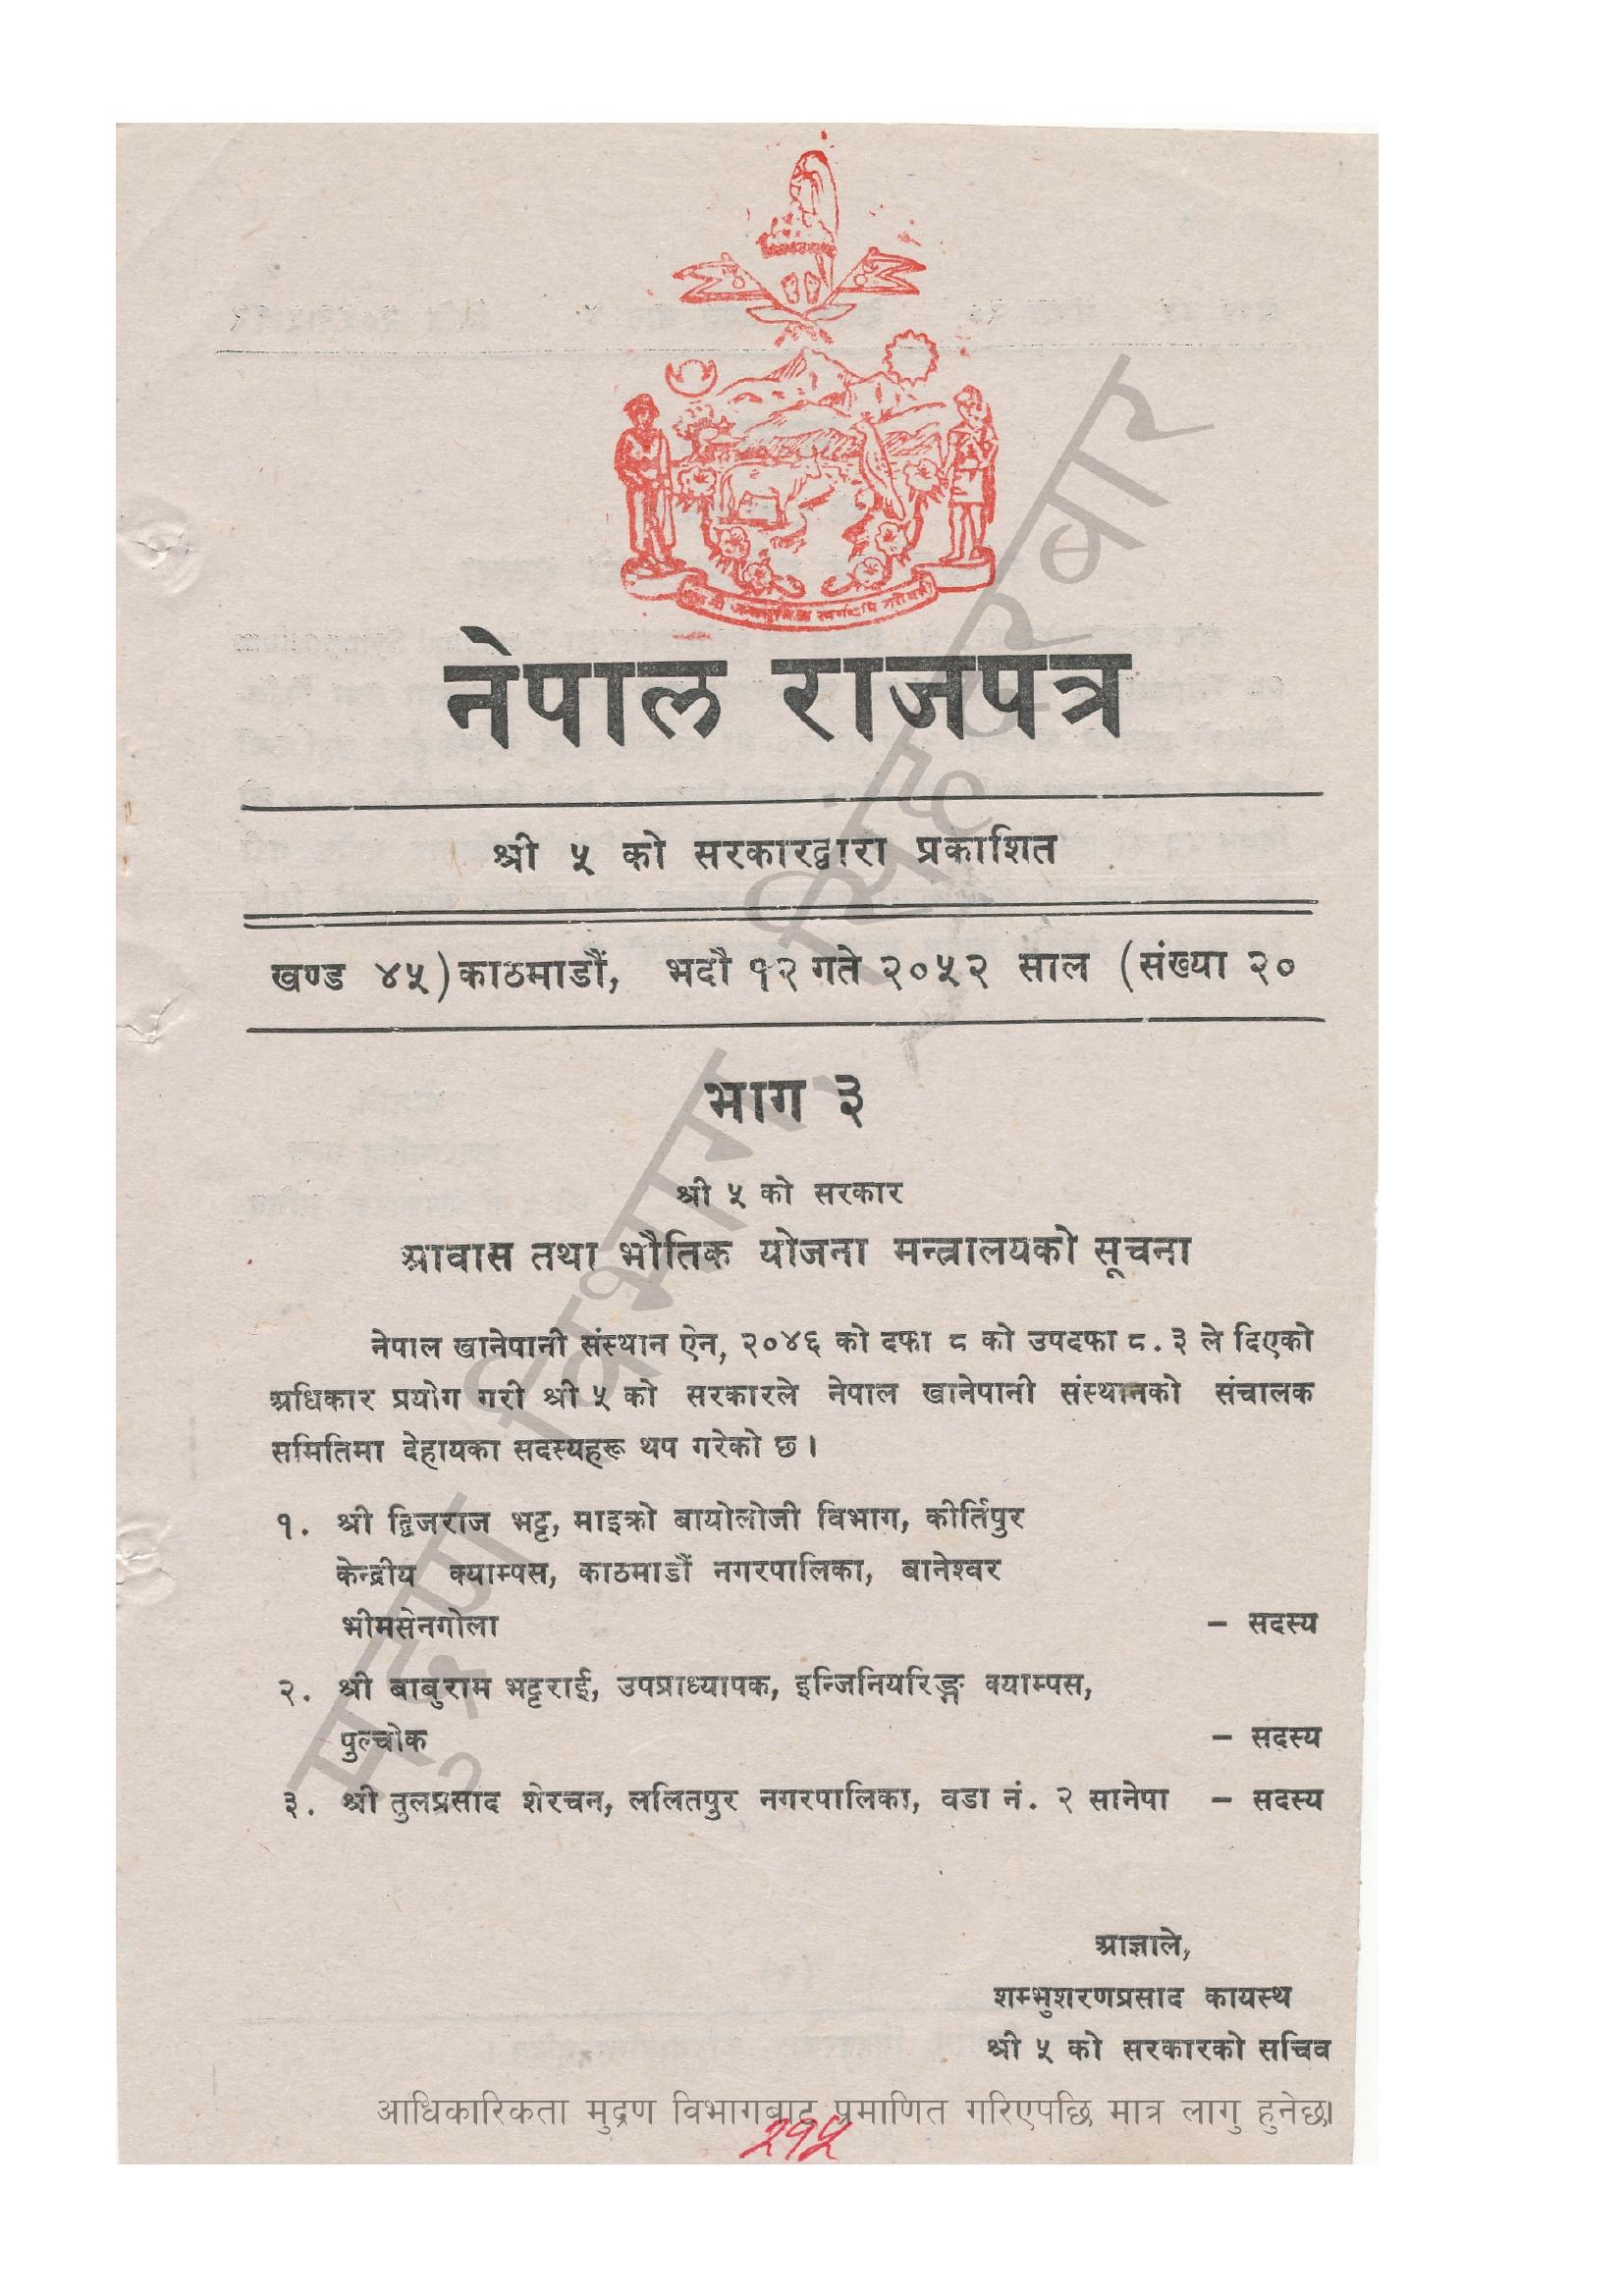 नेपाल राजपत्र
श्री ५ को सरकारद्वारा प्रकाशित
खण्ड ४५) काठमाडौं, भदौ १२ गते २०५२ साल (संख्या २०
भाग ३
श्री ५ को सरकार
आवास तथा भौतिक योजना मन्त्रालयको सूचना
नेपाल खानेपानी संस्थान ऐन, २०४६ को दफा ८ को उपदफा ८.३ ले दिएको
अधिकार प्रयोग गरी श्री ५ को सरकारले नेपाल खानेपानी संस्थानको संचालक
समितिमा देहायका सदस्यहरू थप गरेको छ ।
१. श्री द्विजराज भट्ट, माइक्रो बायोलोजी विभाग, कीर्तिपुर
केन्द्रीय क्याम्पस, काठमाडौं नगरपालिका, बानेश्वर
भीमसेनगोला – सदस्य
२. श्री बाबुराम भट्टराई, उपप्राध्यापक, इन्जिनियरिङ्ग क्याम्पस,
पुल्चोक – सदस्य
३. श्री तुलप्रसाद शेरचन, ललितपुर नगरपालिका, वडा नं. २ सानेपा – सदस्य
आज्ञाले,
शम्भुशरणप्रसाद कायस्थ
श्री ५ को सरकारको सचिव
आधिकारिकता मुद्रण विभागबाट प्रमाणित गरिएपछि मात्र लागु हुनेछ।
२१५
मुद्रण विभाग, सिंहदरबार